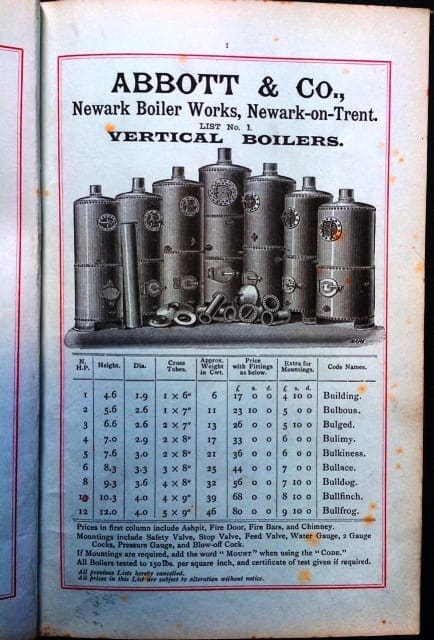 1
ABBOTT & CO.,
Newark Boiler Works, Newark-on-Trent.
LIST No. 1.
VERTICAL BOILERS.
N. H.P. Height. Dia. Cross Tubes. Approx. Weight in Cwt. Price with Fittings as below. Extra for Mountings. Code Names.
£ s. d. £ s. d.
1 4.6 1.9 1 × 6" 6 17 0 0 4 10 0 Building.
2 5.6 2.6 1 × 7" 11 23 10 0 5 0 0 Bulbous.
3 6.6 2.6 2 × 7" 13 26 0 0 5 10 0 Bulged.
4 7.0 2.9 2 × 8" 17 33 0 0 6 0 0 Bulimy.
5 7.6 3.0 2 × 8" 21 36 0 0 6 10 0 Bulkiness.
6 8.3 3.3 3 × 8" 25 44 0 0 7 0 0 Bullace.
8 9.3 3.6 4 × 8" 32 56 0 0 7 10 0 Bulldog.
10 10.3 4.0 4 × 9" 39 68 0 0 8 10 0 Bullfinch.
12 12.0 4.0 5 × 9" 46 80 0 0 9 10 0 Bullfrog.
Prices in first column include Ashpit, Fire Door, Fire Bars, and Chimney.
Mountings include Safety Valve, Stop Valve, Feed Valve, Water Gauge, 2 Gauge
Cocks, Pressure Gauge, and Blow-off Cock.
If Mountings are required, add the word "MOUNT" when using the "CODE."
All Boilers tested to 150lbs. per square inch, and certificate of test given if required.
All previous Lists hereby cancelled.
All prices in this List are subject to alteration without notice.